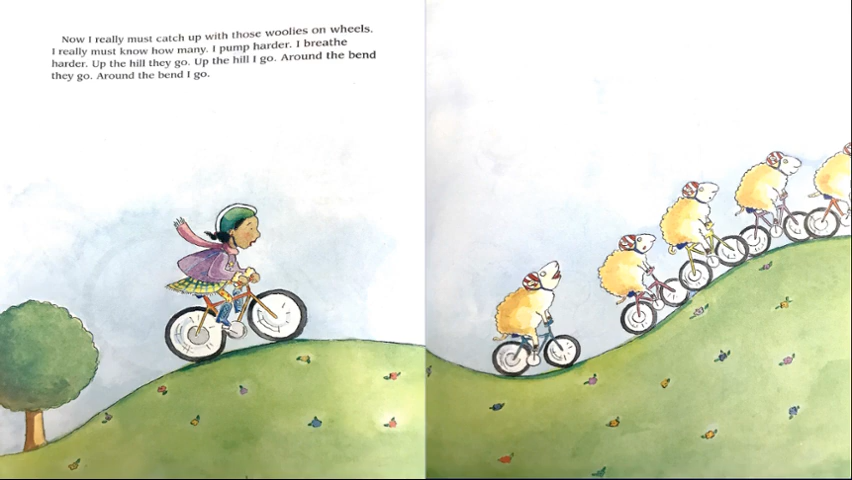 Now I really must catch up with those woolies on wheels.
I really must know how many. I pump harder. I breathe
harder. Up the hill they go. Up the hill I go. Around the bend
they go. Around the bend I go.